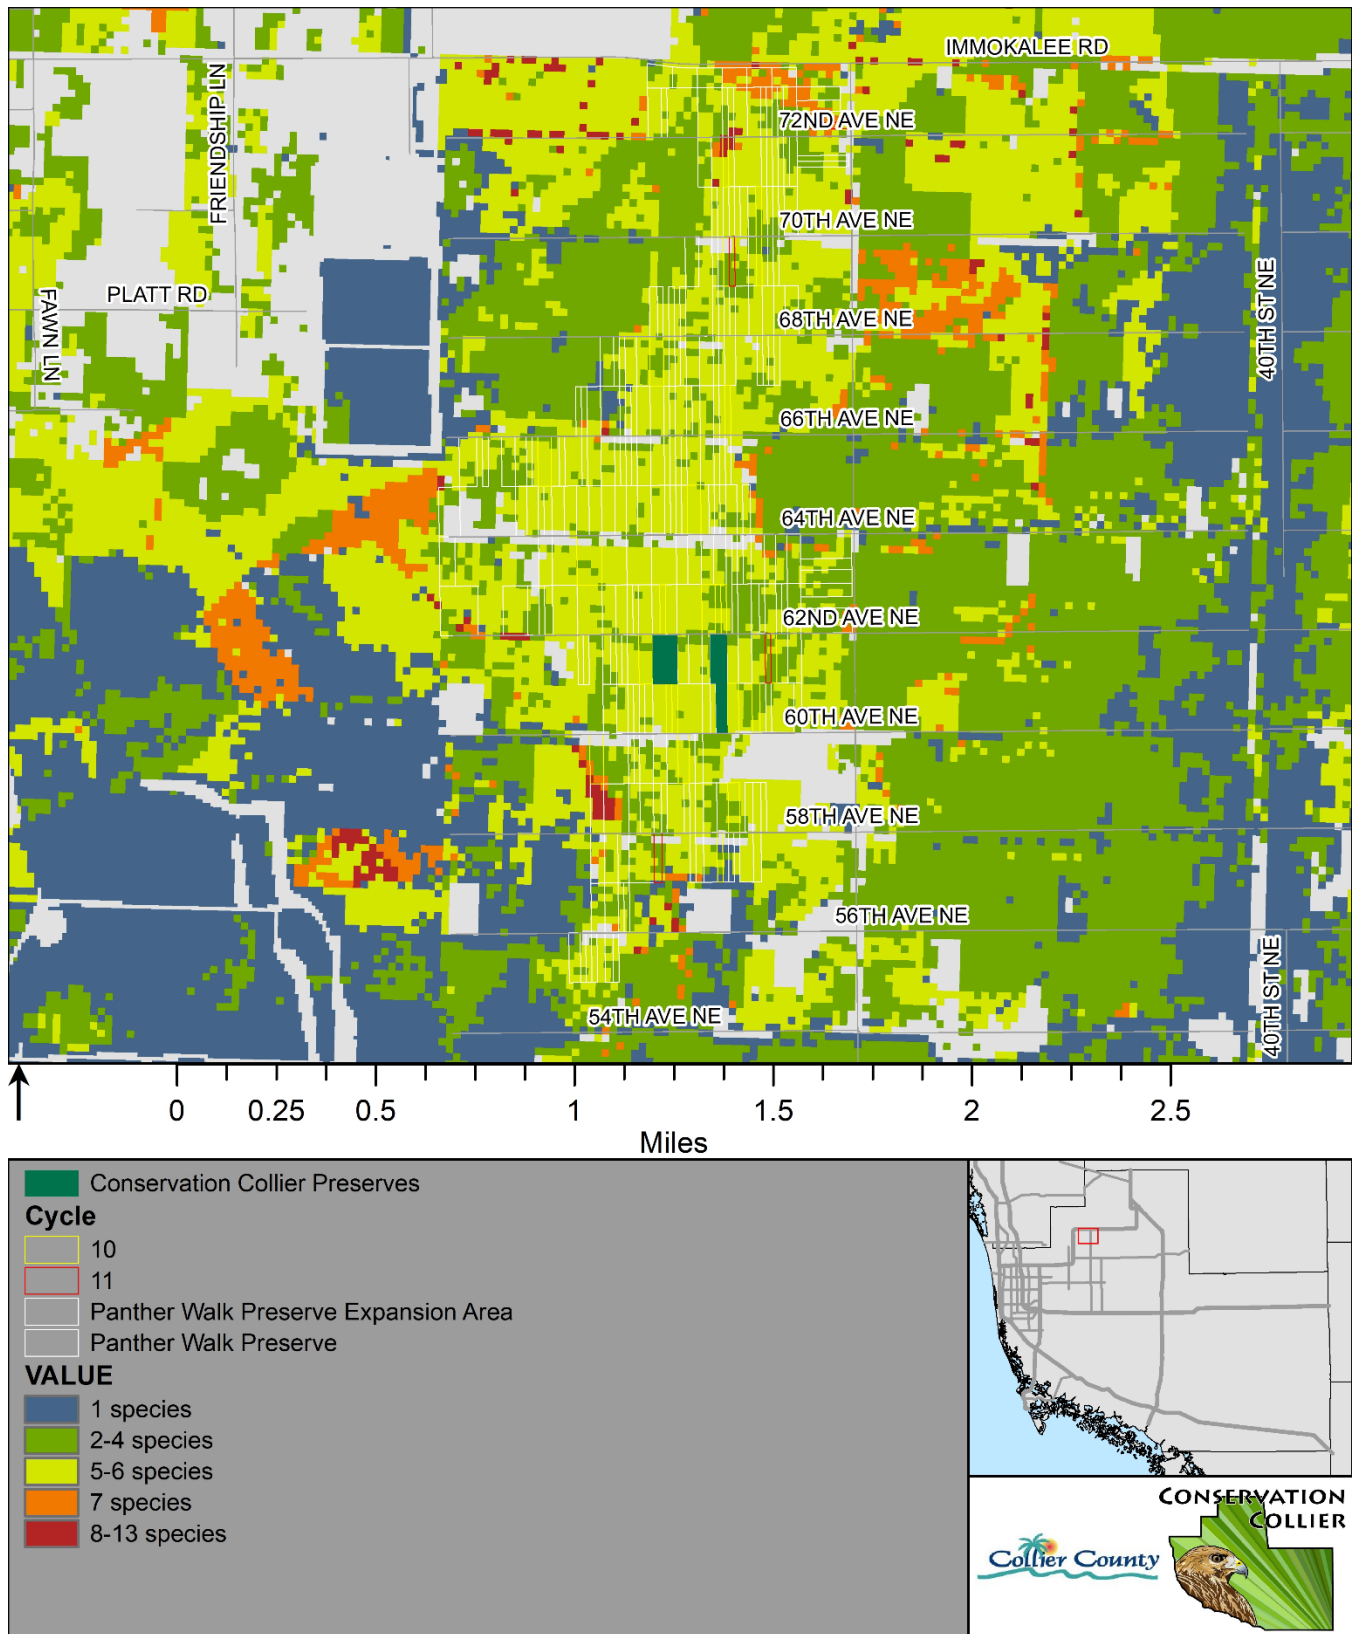 IMMOKALEE RD
FRIENDSHIP LN
72ND AVE NE
70TH AVE NE
PLATT RD
FAWN LN
68TH AVE NE
40TH ST NE
66TH AVE NE
64TH AVE NE
62ND AVE NE
60TH AVE NE
58TH AVE NE
56TH AVE NE
40TH ST NE
54TH AVE NE
0 0.25 0.5 1 1.5 2 2.5
Miles
Conservation Collier Preserves
Cycle
10
11
Panther Walk Preserve Expansion Area
Panther Walk Preserve
VALUE
1 species
2-4 species
5-6 species
7 species
8-13 species
CONSERVATION
COLLIER
Collier County